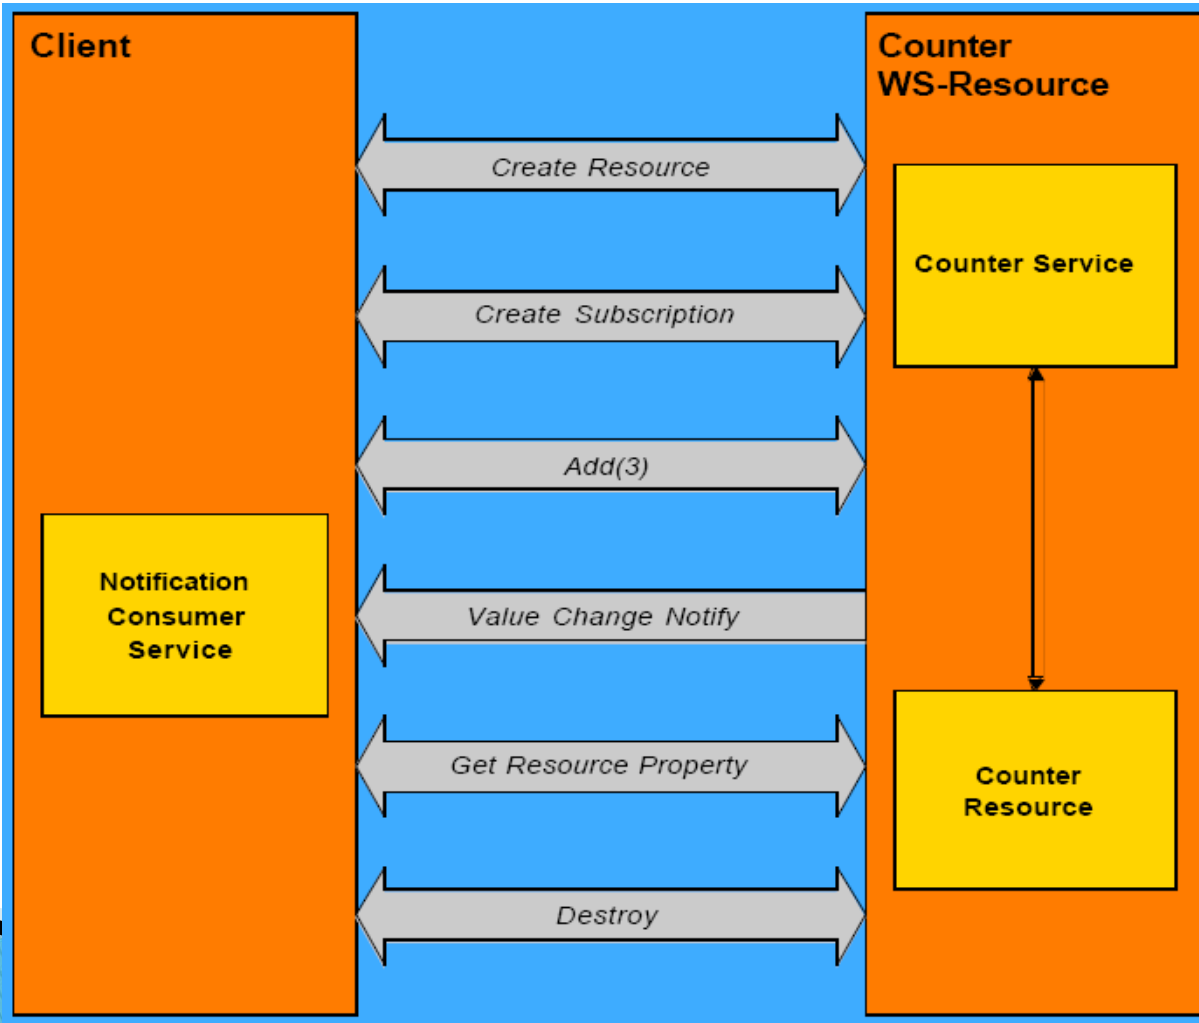 Client
Counter
WS-Resource
Create Resource
Counter Service
Create Subscription
Add(3)
Notification
Consumer
Service
Value Change Notify
Get Resource Property
Counter
Resource
Destroy